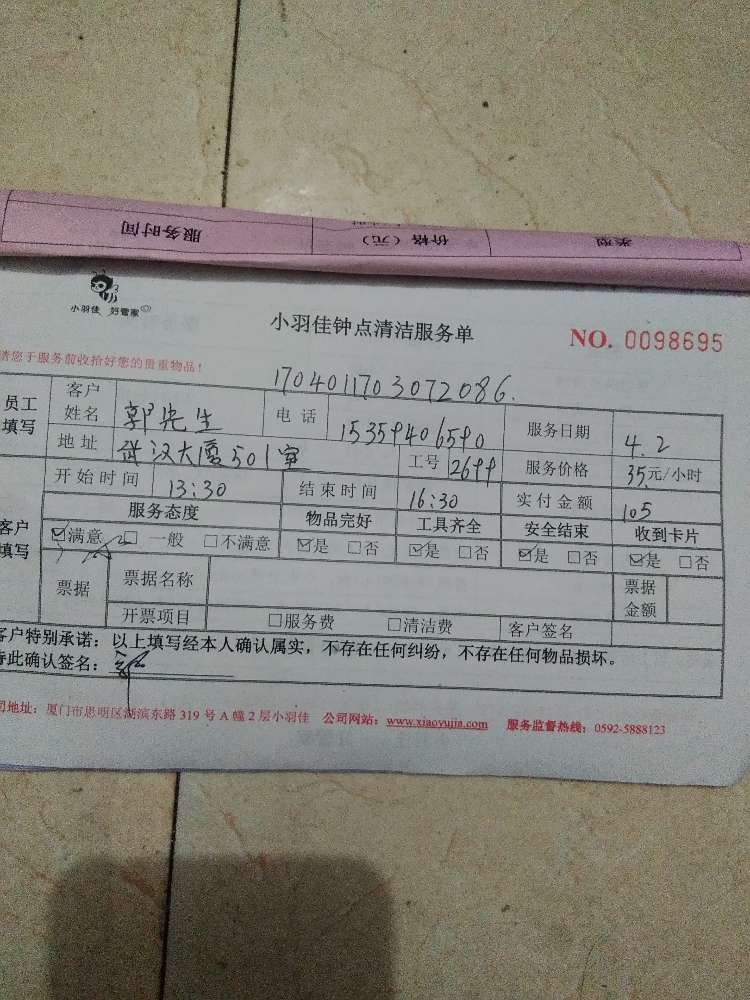 服务时间 价格（元） 类型
小羽佳 好管家
小羽佳钟点清洁服务单 NO. 0098695
请您于服务前收拾好您的贵重物品！
170401170307 2086.
员工填写 客户姓名 郭先生 电话 15359406590 服务日期 4.2
地址 武汉大厦501室 工号 2699 服务价格 35元/小时
开始时间 13:30 结束时间 16:30 实付金额 105
客户填写 服务态度 物品完好 工具齐全 安全结束 收到卡片
☑满意 □一般 □不满意 ☑是 □否 ☑是 □否 ☑是 □否 ☑是 □否
票据 票据名称 票据金额
开票项目 □服务费 □清洁费 客户签名
客户特别承诺：以上填写经本人确认属实，不存在任何纠纷，不存在任何物品损坏。
特此确认签名：
司地址：厦门市思明区湖滨东路 319 号 A 幢 2 层小羽佳 公司网站：www.xiaoyujia.com 服务监督热线：0592-5888123